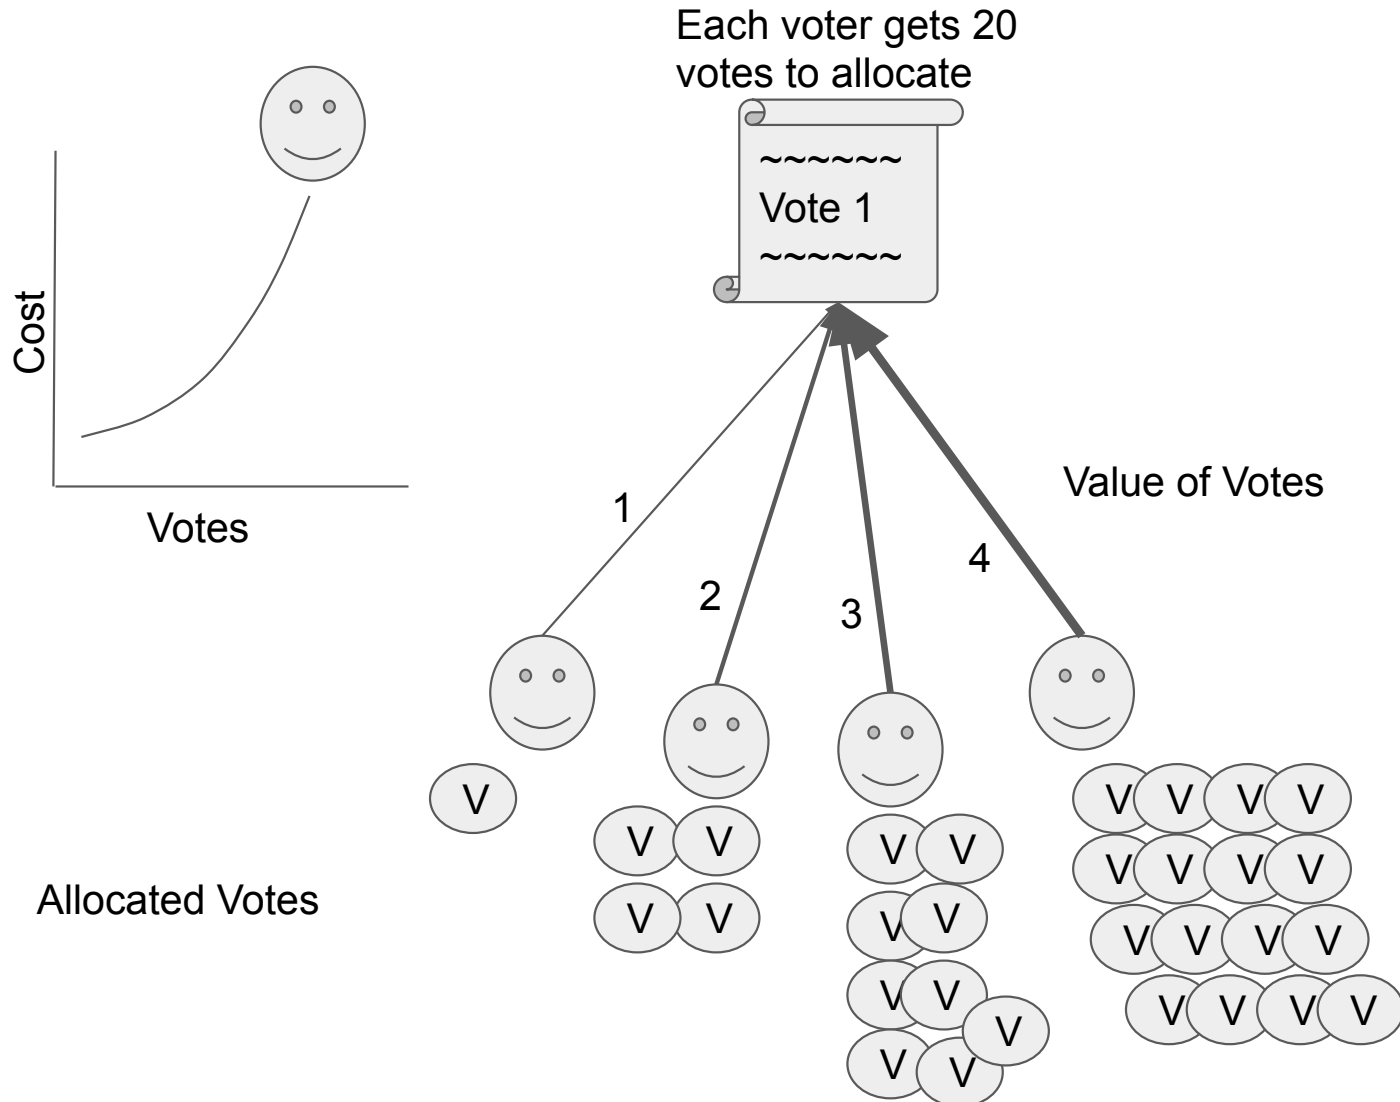 Each voter gets 20
votes to allocate
~~~~~~
Vote 1
~~~~~~
Cost
Votes
Value of Votes
1
2
3
4
Allocated Votes
V
V V
V V
V V
V V
V V
V
V V
V V V V
V V V V
V V V V
V V V V